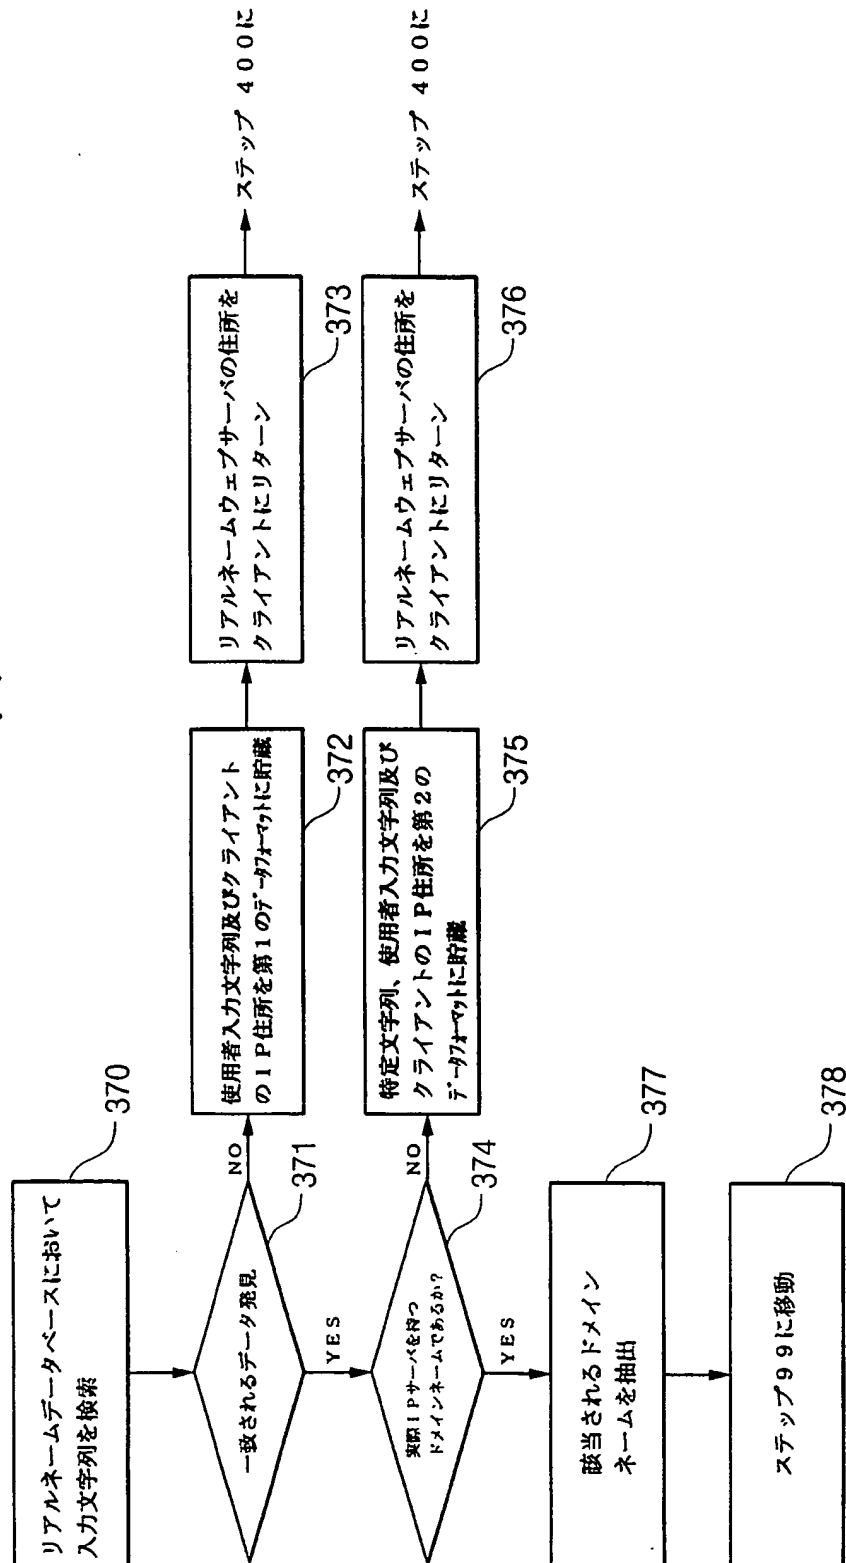 リアルネームデータベースにおいて
入力文字列を検索
370
一致されるデータ発見
371
NO
YES
使用者入力文字列及びクライアント
のIP住所を第1のデータフォーマットに貯蔵
372
リアルネームウェブサーバの住所を
クライアントにリターン
373
ステップ 400に
実際IPサーバを持つ
ドメインネームであるか?
374
NO
YES
特定文字列、使用者入力文字列及び
クライアントのIP住所を第2の
データフォーマットに貯蔵
375
リアルネームウェブサーバの住所を
クライアントにリターン
376
ステップ 400に
該当されるドメイン
ネームを抽出
377
ステップ99に移動
378